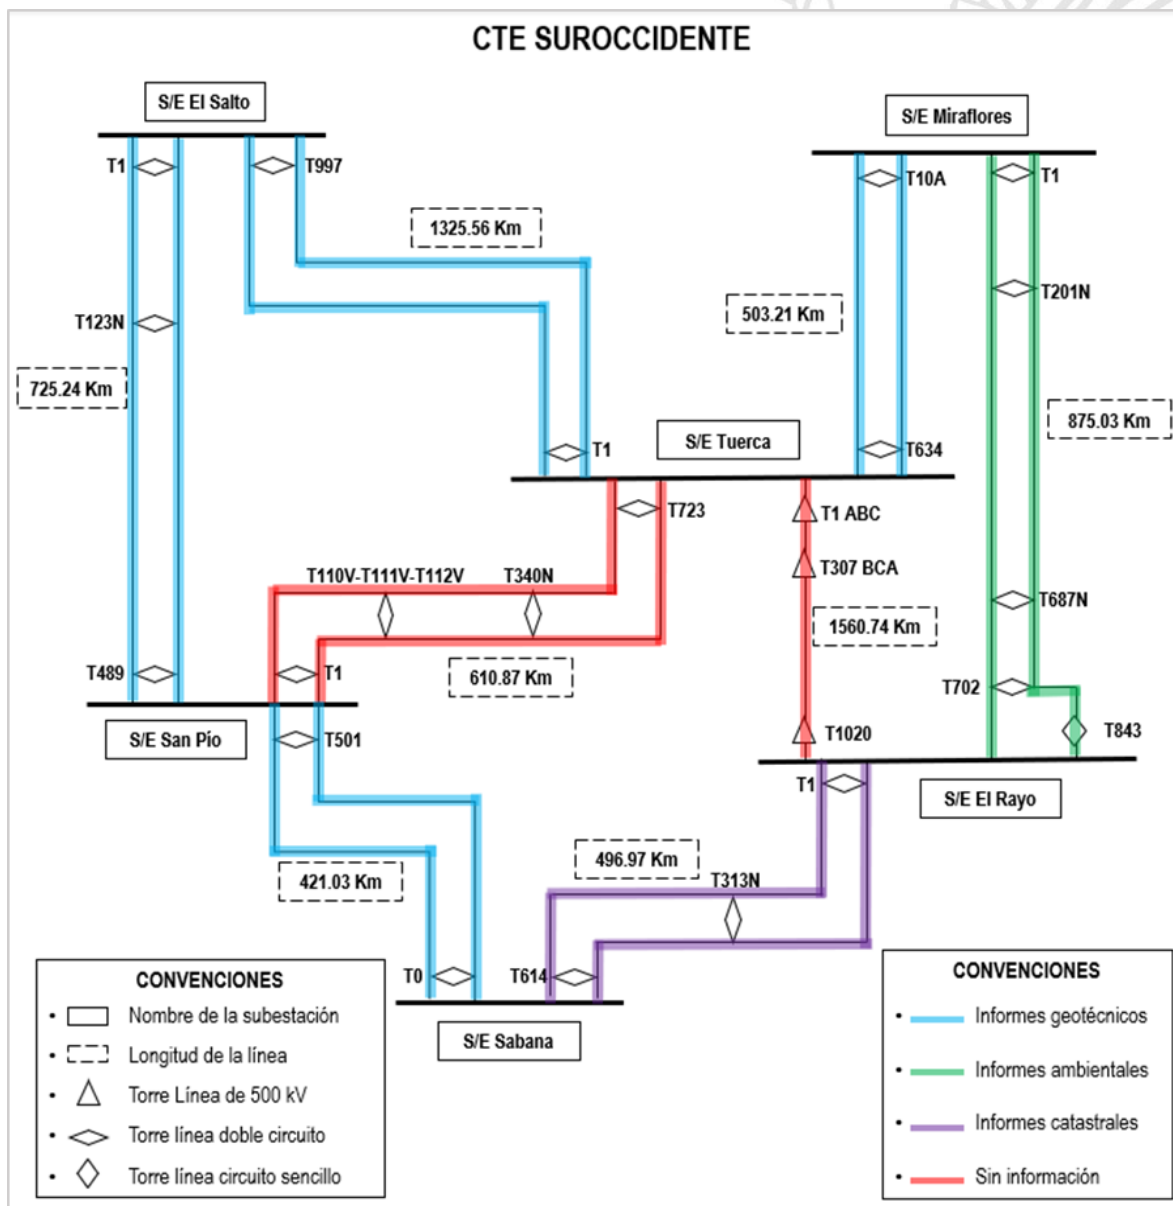 CTE SUROCCIDENTE
S/E El Salto
S/E Miraflores
T1
T997
T10A
T1
1325.56 Km
T201N
503.21 Km
T123N
725.24 Km
875.03 Km
S/E Tuerca
T1
T634
T723
T1 ABC
T110V-T111V-T112V
T340N
T307 BCA
T687N
1560.74 Km
T489
T1
610.87 Km
T702
T843
S/E San Pío
T501
T1020
T1
S/E El Rayo
496.97 Km
421.03 Km
T313N
T0
T614
S/E Sabana
CONVENCIONES
• Nombre de la subestación
• Longitud de la línea
• Torre Línea de 500 kV
• Torre línea doble circuito
• Torre línea circuito sencillo
CONVENCIONES
• Informes geotécnicos
• Informes ambientales
• Informes catastrales
• Sin información